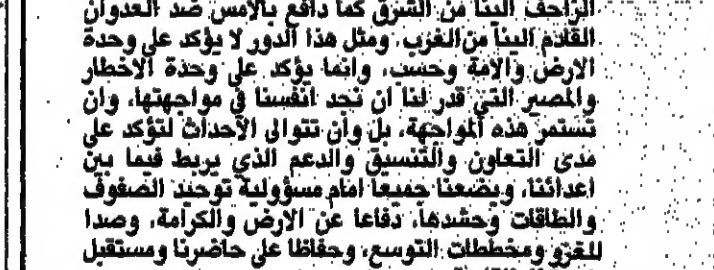 الزاحف الينا من الشرق كما دافع بالامس ضد العدوان
القادم الينا من الغرب. ومثل هذا الدور لا يؤكد على وحدة
الارض والامة وحسب، وانما يؤكد على وحدة الاخطار
والمصير التي قدر لنا ان نجد انفسنا في مواجهتها، وان
تستمر هذه المواجهة، بل وأن تتوالى الأحداث لتؤكد على
مدى التعاون والتنسيق والدعم الذي يربط فيما بين
اعدائنا، ويضعنا جميعا امام مسؤولية توحيد الصفوف
والطاقات وحشدها، دفاعا عن الارض والكرامة، وصدا
للغزو ومخططات التوسع، وحفاظا على حاضرنا ومستقبل